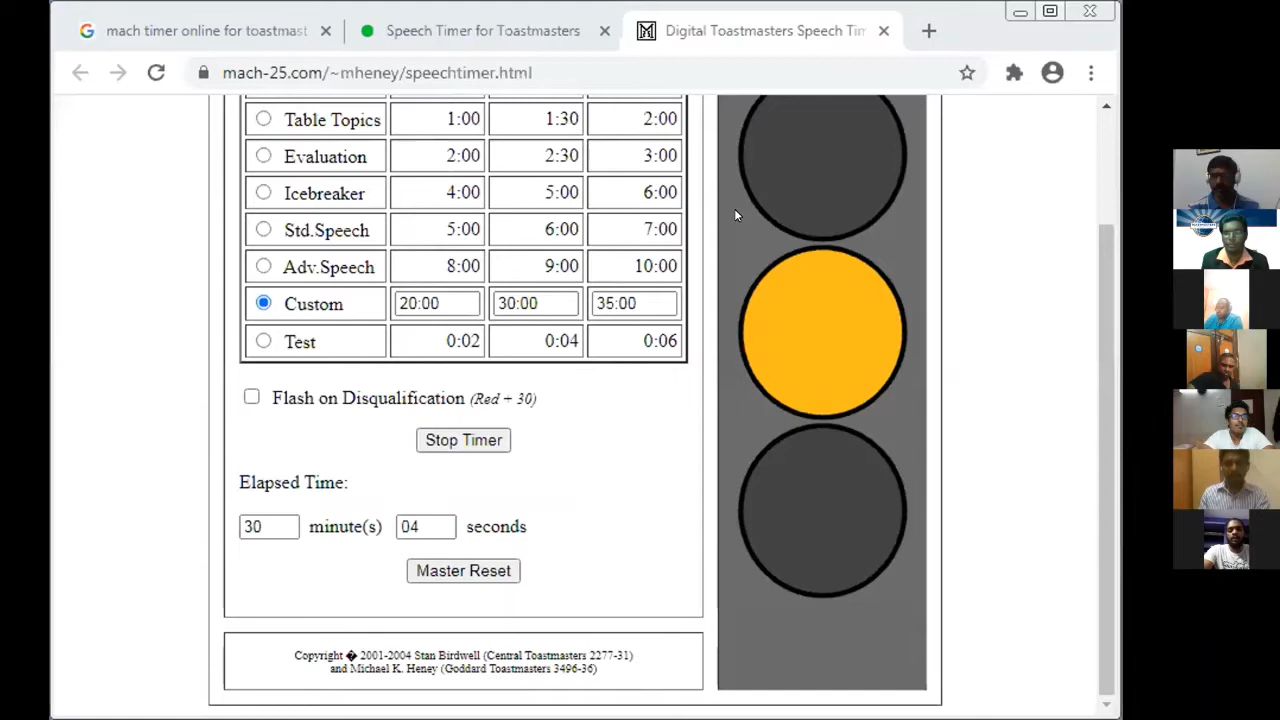 mach timer online for toastmast
Speech Timer for Toastmasters
Digital Toastmasters Speech Tim
mach-25.com/~mheney/speechtimer.html
Table Topics 1:00 1:30 2:00
Evaluation 2:00 2:30 3:00
Icebreaker 4:00 5:00 6:00
Std.Speech 5:00 6:00 7:00
Adv.Speech 8:00 9:00 10:00
Custom 20:00 30:00 35:00
Test 0:02 0:04 0:06
Flash on Disqualification (Red + 30)
Stop Timer
Elapsed Time:
30 minute(s) 04 seconds
Master Reset
Copyright � 2001-2004 Stan Birdwell (Central Toastmasters 2277-31)
and Michael K. Heney (Goddard Toastmasters 3496-36)